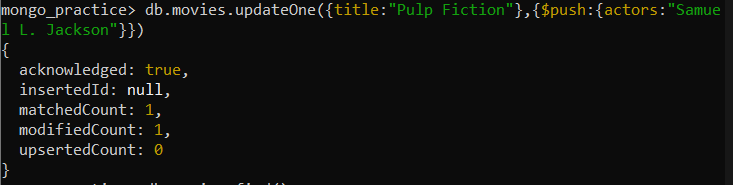 mongo_practice> db.movies.updateOne({title:"Pulp Fiction"},{$push:{actors:"Samue
l L. Jackson"}})
{
  acknowledged: true,
  insertedId: null,
  matchedCount: 1,
  modifiedCount: 1,
  upsertedCount: 0
}